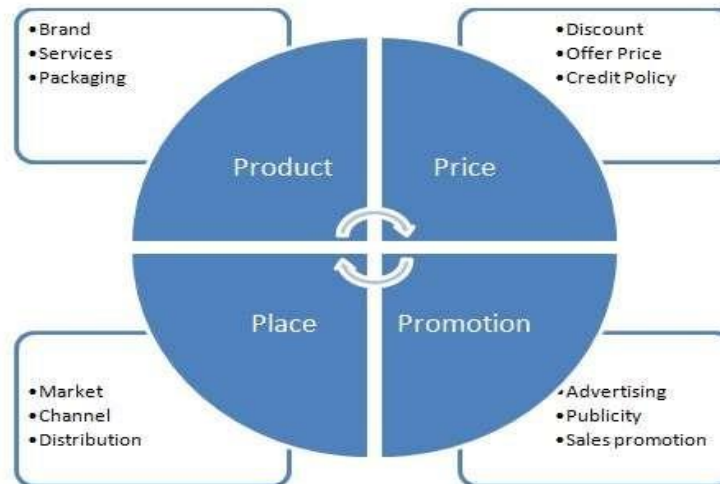 •Brand
•Services
•Packaging
•Discount
•Offer Price
•Credit Policy
Product
Price
Place
Promotion
•Market
•Channel
•Distribution
•Advertising
•Publicity
•Sales promotion